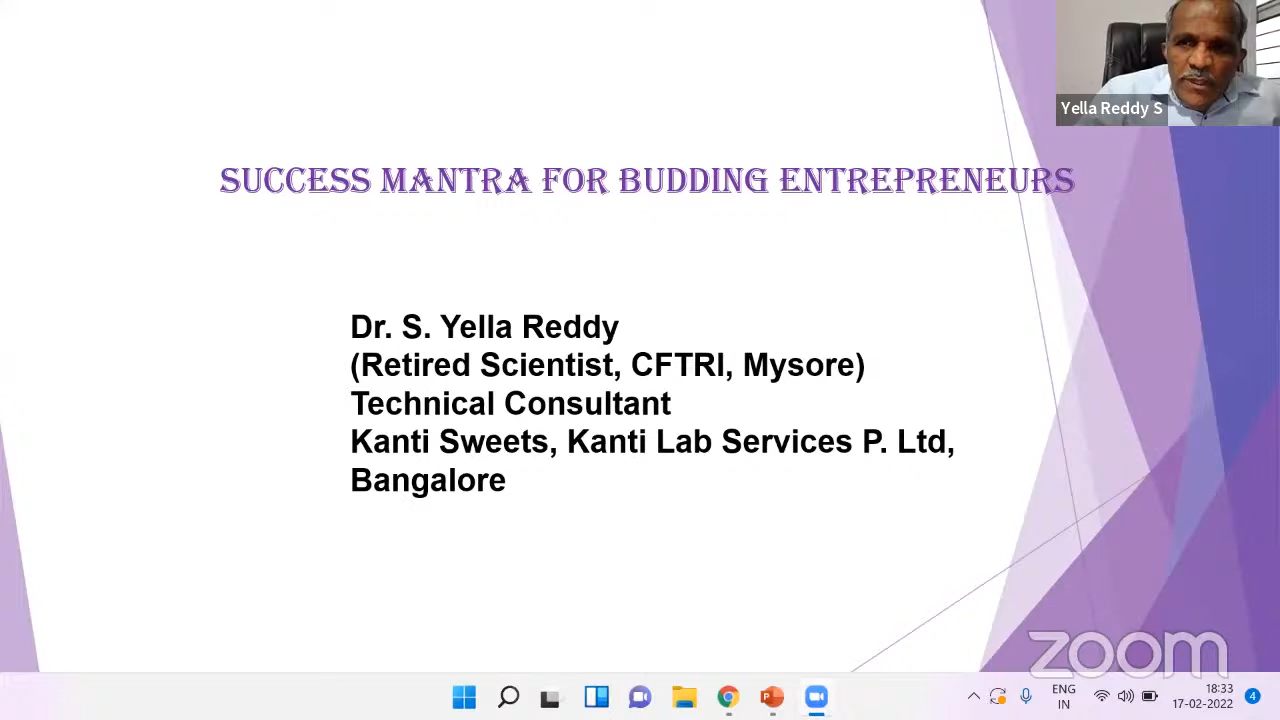 Yella Reddy S
SUCCESS MANTRA FOR BUDDING ENTREPRENEURS
Dr. S. Yella Reddy
(Retired Scientist, CFTRI, Mysore)
Technical Consultant
Kanti Sweets, Kanti Lab Services P. Ltd,
Bangalore
zoom
ENG
IN
18:33
17-02-2022
4